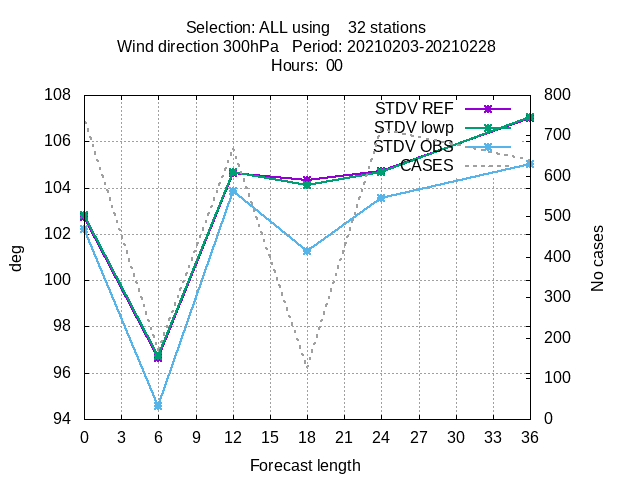 Selection: ALL using    32 stations
Wind direction 300hPa   Period: 20210203-20210228
Hours:  00
108
106
104
102
100
98
96
94
deg
800
700
600
500
400
300
200
100
0
No cases
STDV REF
STDV lowp
STDV OBS
CASES
0 3 6 9 12 15 18 21 24 27 30 33 36
Forecast length